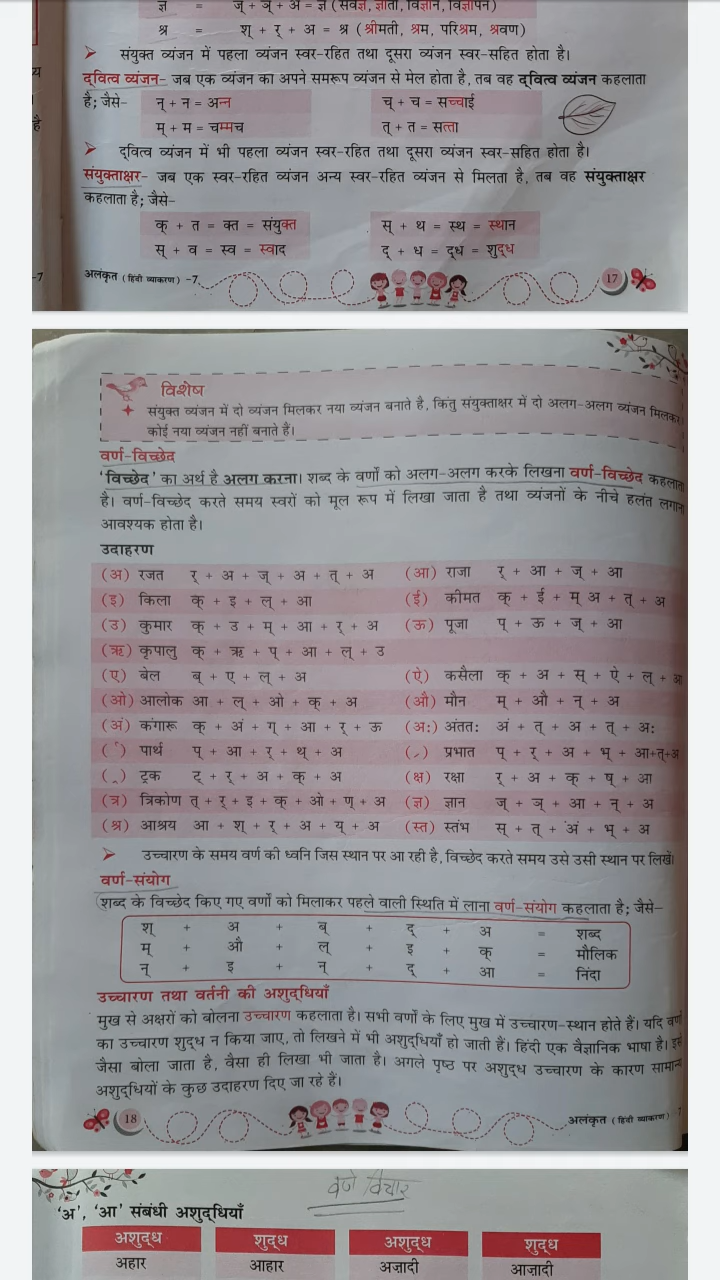 ज्ञ = ज् + ञ् + अ = ज्ञ (सर्वज्ञ, ज्ञाता, विज्ञान, विज्ञापन)
श्र = श् + र् + अ = श्र (श्रीमती, श्रम, परिश्रम, श्रवण)
संयुक्त व्यंजन में पहला व्यंजन स्वर-रहित तथा दूसरा व्यंजन स्वर-सहित होता है।
द्वित्व व्यंजन- जब एक व्यंजन का अपने समरूप व्यंजन से मेल होता है, तब वह द्वित्व व्यंजन कहलाता
है; जैसे- न् + न = अन्न च् + च = सच्चाई
म् + म = चम्मच त् + त = सत्ता
द्वित्व व्यंजन में भी पहला व्यंजन स्वर-रहित तथा दूसरा व्यंजन स्वर-सहित होता है।
संयुक्ताक्षर- जब एक स्वर-रहित व्यंजन अन्य स्वर-रहित व्यंजन से मिलता है, तब वह संयुक्ताक्षर
कहलाता है; जैसे-
क् + त = क्त = संयुक्त स् + थ = स्थ = स्थान
स् + व = स्व = स्वाद द् + ध = द्ध = शुद्ध
-7 अलंकृत (हिंदी व्याकरण) -7 17
विशेष
संयुक्त व्यंजन में दो व्यंजन मिलकर नया व्यंजन बनाते है, किंतु संयुक्ताक्षर में दो अलग-अलग व्यंजन मिलकर
कोई नया व्यंजन नहीं बनाते हैं।
वर्ण-विच्छेद
'विच्छेद' का अर्थ है अलग करना। शब्द के वर्णों को अलग-अलग करके लिखना वर्ण-विच्छेद कहलाता
है। वर्ण-विच्छेद करते समय स्वरों को मूल रूप में लिखा जाता है तथा व्यंजनों के नीचे हलंत लगाना
आवश्यक होता है।
उदाहरण
(अ) रजत र् + अ + ज् + अ + त् + अ (आ) राजा र् + आ + ज् + आ
(इ) किला क् + इ + ल् + आ (ई) कीमत क् + ई + म् अ + त् + अ
(उ) कुमार क् + उ + म् + आ + र् + अ (ऊ) पूजा प् + ऊ + ज् + आ
(ऋ) कृपालु क् + ऋ + प् + आ + ल् + उ
(ए) बेल ब् + ए + ल् + अ (ऐ) कसैला क् + अ + स् + ऐ + ल् + आ
(ओ) आलोक आ + ल् + ओ + क् + अ (औ) मौन म् + औ + न् + अ
(अं) कंगारू क् + अं + ग् + आ + र् + ऊ (अः) अंततः अं + त् + अ + त् + अः
(र्) पार्थ प् + आ + र् + थ् + अ (्र) प्रभात प् + र् + अ + भ् + आ+त्+अ
(्र) ट्रक ट् + र् + अ + क् + अ (क्ष) रक्षा र् + अ + क् + ष् + आ
(त्र) त्रिकोण त् + र् + इ + क् + ओ + ण् + अ (ज्ञ) ज्ञान ज् + ञ् + आ + न् + अ
(श्र) आश्रय आ + श् + र् + अ + य् + अ (स्त) स्तंभ स् + त् + अं + भ् + अ
उच्चारण के समय वर्ण की ध्वनि जिस स्थान पर आ रही है, विच्छेद करते समय उसे उसी स्थान पर लिखें।
वर्ण-संयोग
शब्द के विच्छेद किए गए वर्णों को मिलाकर पहले वाली स्थिति में लाना वर्ण-संयोग कहलाता है; जैसे-
श् + अ + ब् + द् + अ = शब्द
म् + औ + ल् + इ + क् = मौलिक
न् + इ + न् + द् + आ = निंदा
उच्चारण तथा वर्तनी की अशुद्धियाँ
मुख से अक्षरों को बोलना उच्चारण कहलाता है। सभी वर्णों के लिए मुख में उच्चारण-स्थान होते हैं। यदि वर्णों
का उच्चारण शुद्ध न किया जाए, तो लिखने में भी अशुद्धियाँ हो जाती हैं। हिंदी एक वैज्ञानिक भाषा है। इसे
जैसा बोला जाता है, वैसा ही लिखा भी जाता है। अगले पृष्ठ पर अशुद्ध उच्चारण के कारण सामान्य
अशुद्धियों के कुछ उदाहरण दिए जा रहे हैं।
18 अलंकृत (हिंदी व्याकरण) -7
वर्ण विचार
'अ', 'आ' संबंधी अशुद्धियाँ
अशुद्ध शुद्ध अशुद्ध शुद्ध
अहार आहार अज़ादी आज़ादी